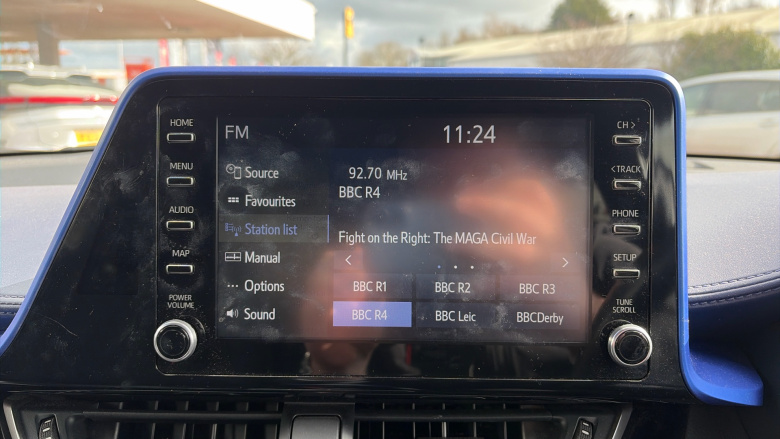 HOME
MENU
AUDIO
MAP
POWER
VOLUME
FM
11:24
Source
Favourites
Station list
Manual
Options
Sound
92.70 MHz
BBC R4
Fight on the Right: The MAGA Civil War
< >
BBC R1 BBC R2 BBC R3
BBC R4 BBC Leic BBCDerby
CH >
< TRACK
PHONE
SETUP
TUNE
SCROLL